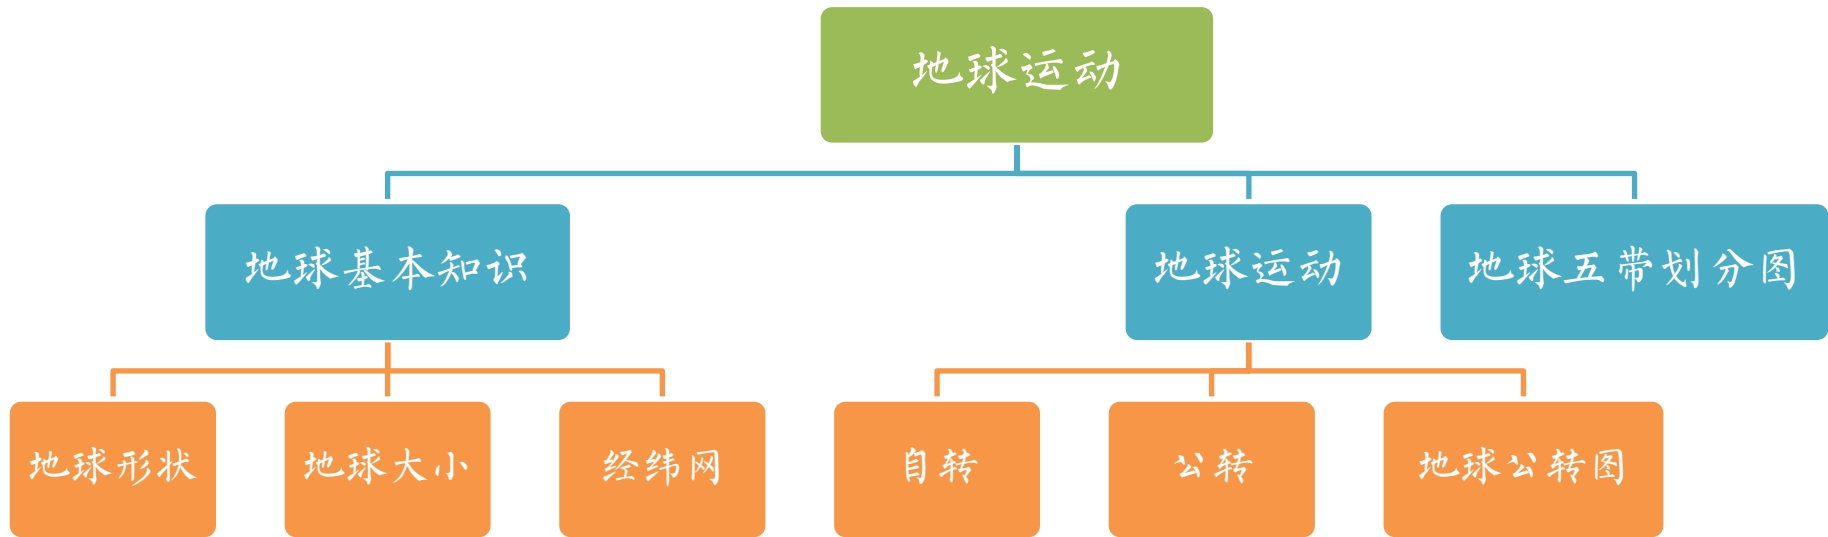 地球运动
地球基本知识
地球运动
地球五带划分图
地球形状
地球大小
经纬网
自转
公转
地球公转图